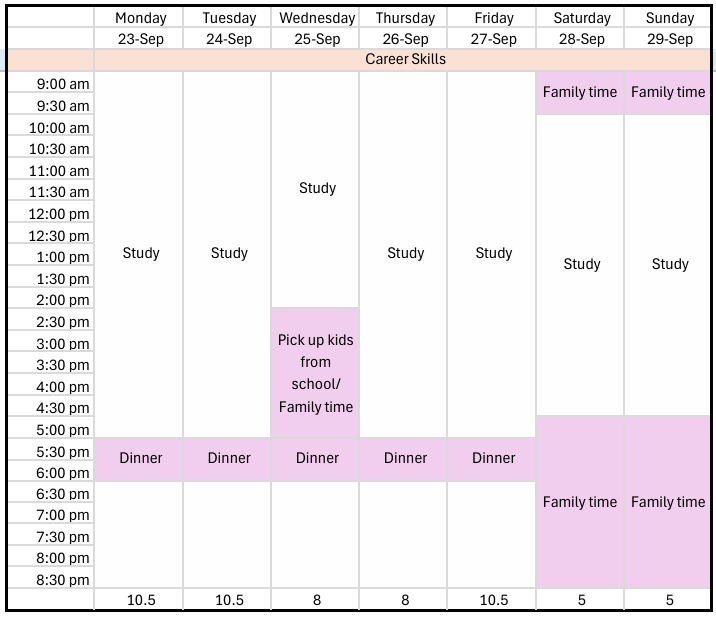 Monday Tuesday Wednesday Thursday Friday Saturday Sunday
23-Sep 24-Sep 25-Sep 26-Sep 27-Sep 28-Sep 29-Sep
Career Skills
9:00 am
Family time Family time
9:30 am
10:00 am
10:30 am
11:00 am
11:30 am
Study
12:00 pm
12:30 pm
1:00 pm
Study Study Study Study
Study Study
1:30 pm
2:00 pm
2:30 pm
3:00 pm
Pick up kids
from
school/
Family time
3:30 pm
4:00 pm
4:30 pm
5:00 pm
5:30 pm
Dinner Dinner Dinner Dinner Dinner
6:00 pm
6:30 pm
7:00 pm
Family time Family time
7:30 pm
8:00 pm
8:30 pm
10.5 10.5 8 8 10.5 5 5